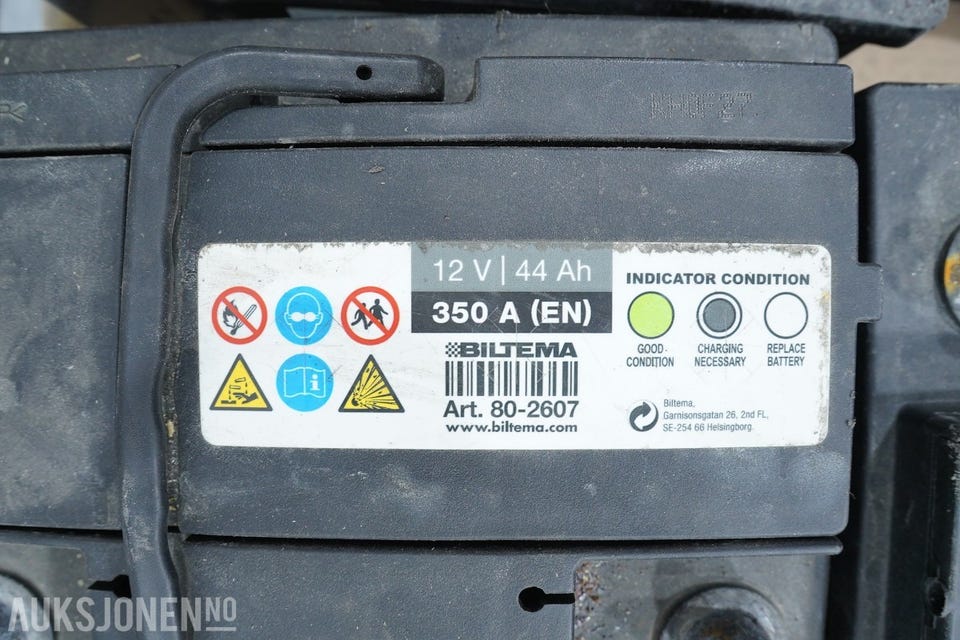 12 V | 44 Ah
350 A (EN)
BILTEMA
Art. 80-2607
www.biltema.com
INDICATOR CONDITION
GOOD CONDITION
CHARGING NECESSARY
REPLACE BATTERY
Biltema,
Garnisonsgatan 26, 2nd FL,
SE-254 66 Helsingborg.
AUKSJONEN.NO